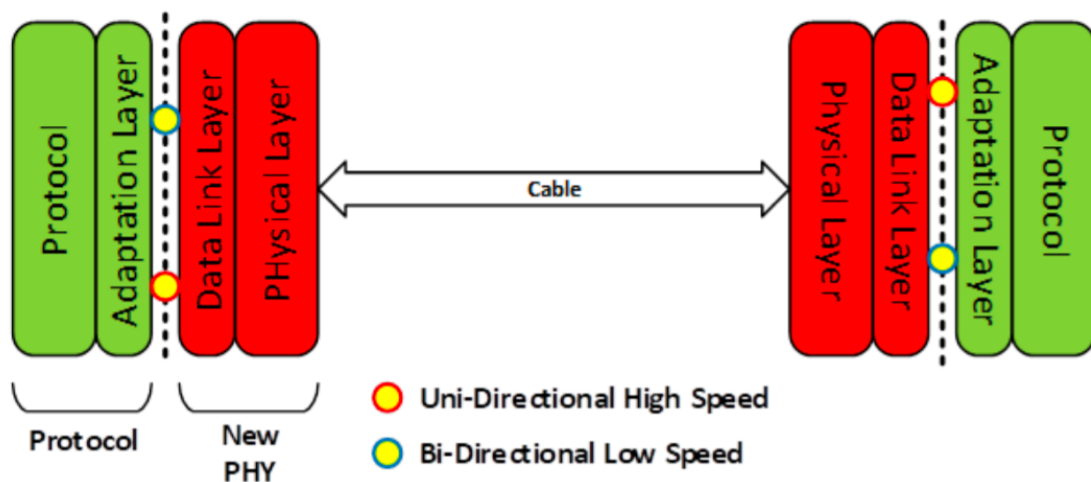 Protocol
Adaptation Layer
Data Link Layer
PHysical Layer
Cable
Physical Layer
Data Link Layer
Adaptation Layer
Protocol
Protocol
New
PHY
Uni-Directional High Speed
Bi-Directional Low Speed